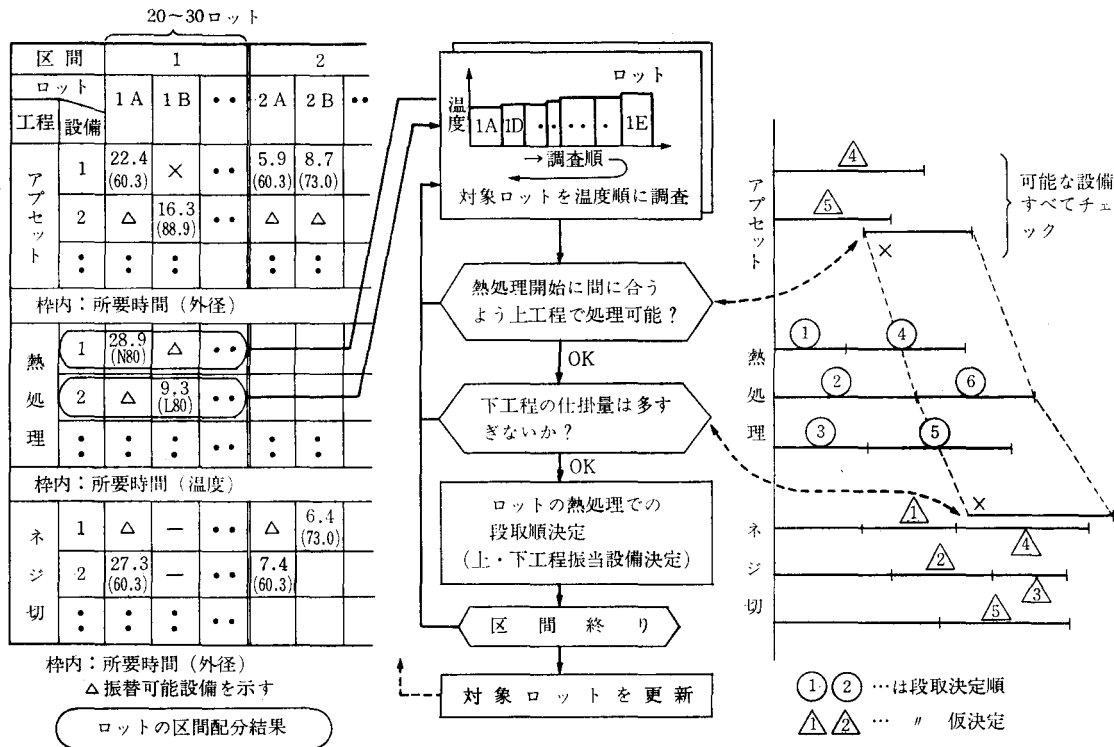 20〜30ロット
区間 1 2
ロット 1A 1B ・・ 2A 2B ・・
工程 設備
アプセット
1 22.4 (60.3) × ・・ 5.9 (60.3) 8.7 (73.0)
2 △ 16.3 (88.9) ・・ △ △
枠内：所要時間（外径）
熱処理
1 28.9 (N80) △ ・・
2 △ 9.3 (L80) ・・
枠内：所要時間（温度）
ネジ切
1 △ － ・・ △ 6.4 (73.0)
2 27.3 (60.3) － ・・ 7.4 (60.3)
枠内：所要時間（外径）
△振替可能設備を示す
ロットの区間配分結果
温度
ロット
1A 1D ・・・・ 1E
→調査順
対象ロットを温度順に調査
熱処理開始に間に合う
よう上工程で処理可能？
OK
下工程の仕掛量は多す
ぎないか？
OK
ロットの熱処理での
段取順決定
（上・下工程振当設備決定）
区間終り
対象ロットを更新
アプセット
4
5
×
可能な設備
すべてチェ
ック
熱処理
1 4
2 6
3 5
ネジ切
×
1 4
2 3
5
① ② …は段取決定順
1 2 … 〃 仮決定